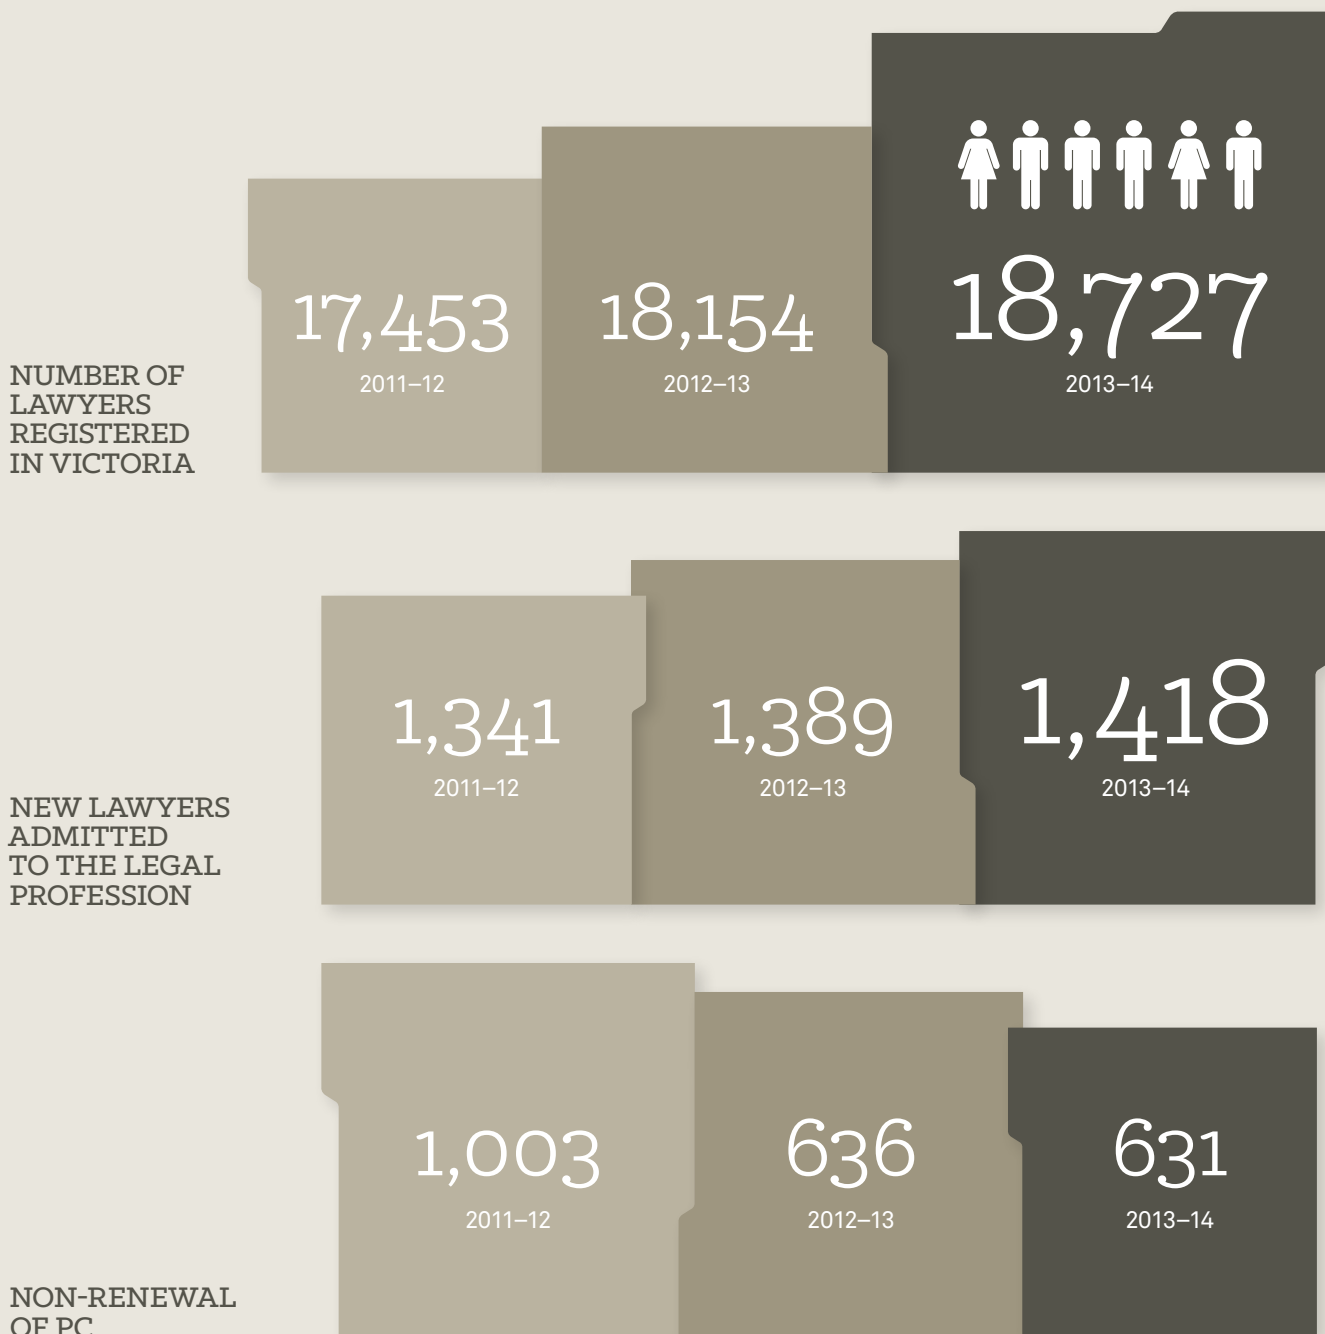 17,453
2011–12
18,154
2012–13
18,727
2013–14
NUMBER OF
LAWYERS
REGISTERED
IN VICTORIA
1,341
2011–12
1,389
2012–13
1,418
2013–14
NEW LAWYERS
ADMITTED
TO THE LEGAL
PROFESSION
1,003
2011–12
636
2012–13
631
2013–14
NON-RENEWAL
OF PC